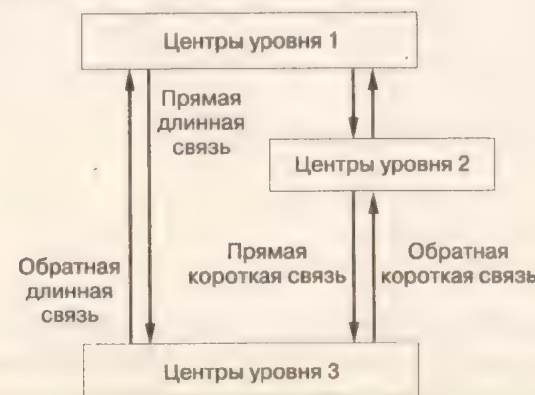 Центры уровня 1
Прямая
длинная
связь
Центры уровня 2
Обратная
длинная
связь
Прямая
короткая связь
Обратная
короткая связь
Центры уровня 3